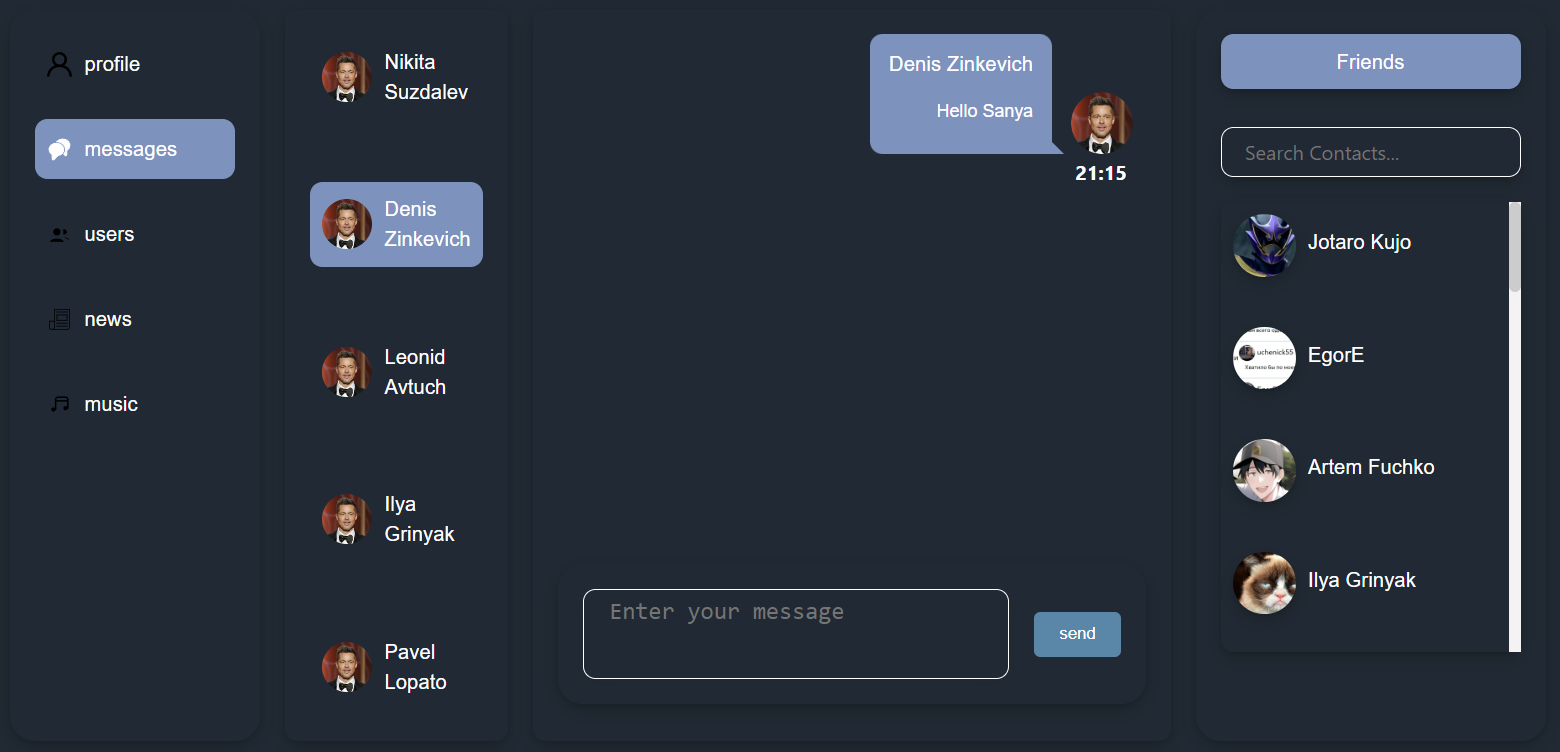 profile
messages
users
news
music
Nikita
Suzdalev
Denis
Zinkevich
Leonid
Avtuch
Ilya
Grinyak
Pavel
Lopato
Denis Zinkevich
Hello Sanya
21:15
Enter your message
send
Friends
Search Contacts...
Jotaro Kujo
uchenick55
EgorE
Artem Fuchko
Ilya Grinyak